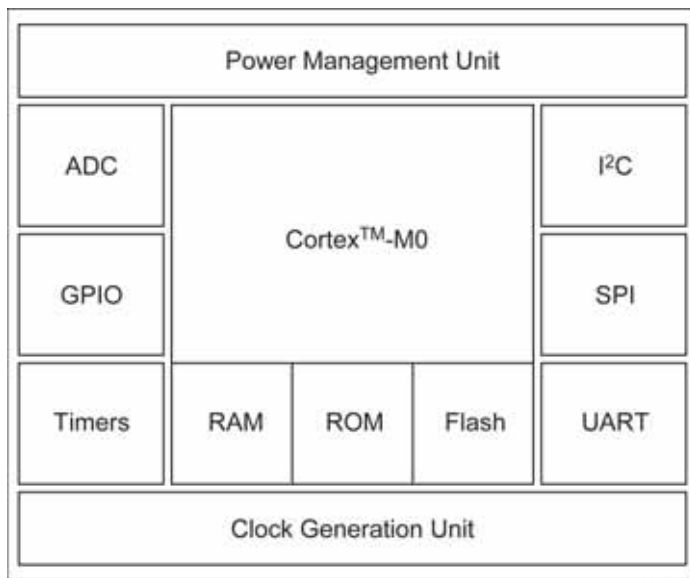 Power Management Unit
ADC
I²C
Cortex™-M0
GPIO
SPI
Timers
RAM
ROM
Flash
UART
Clock Generation Unit